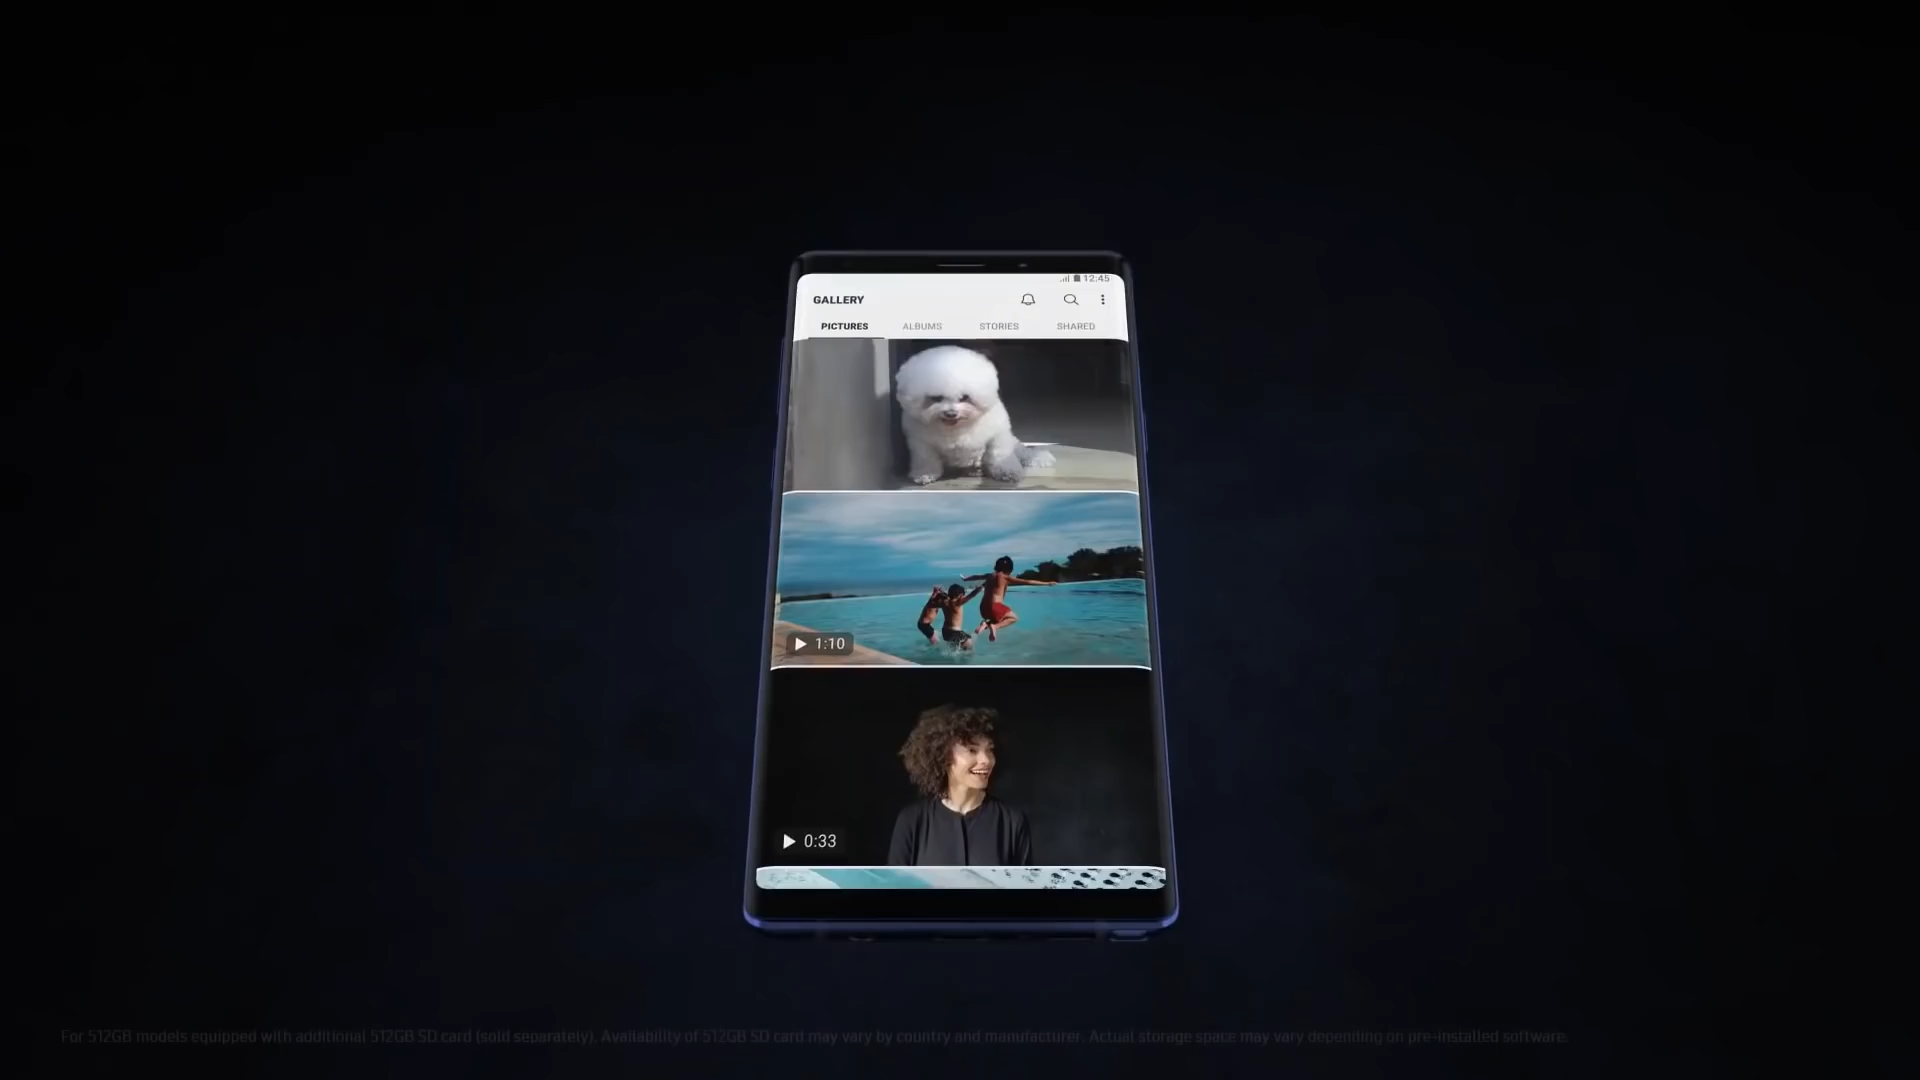 12:45
GALLERY
PICTURES ALBUMS STORIES SHARED
1:10
0:33
For 512GB models equipped with additional 512GB SD card (sold separately). Availability of 512GB SD card may vary by country and manufacturer. Actual storage space may vary depending on pre-installed software.